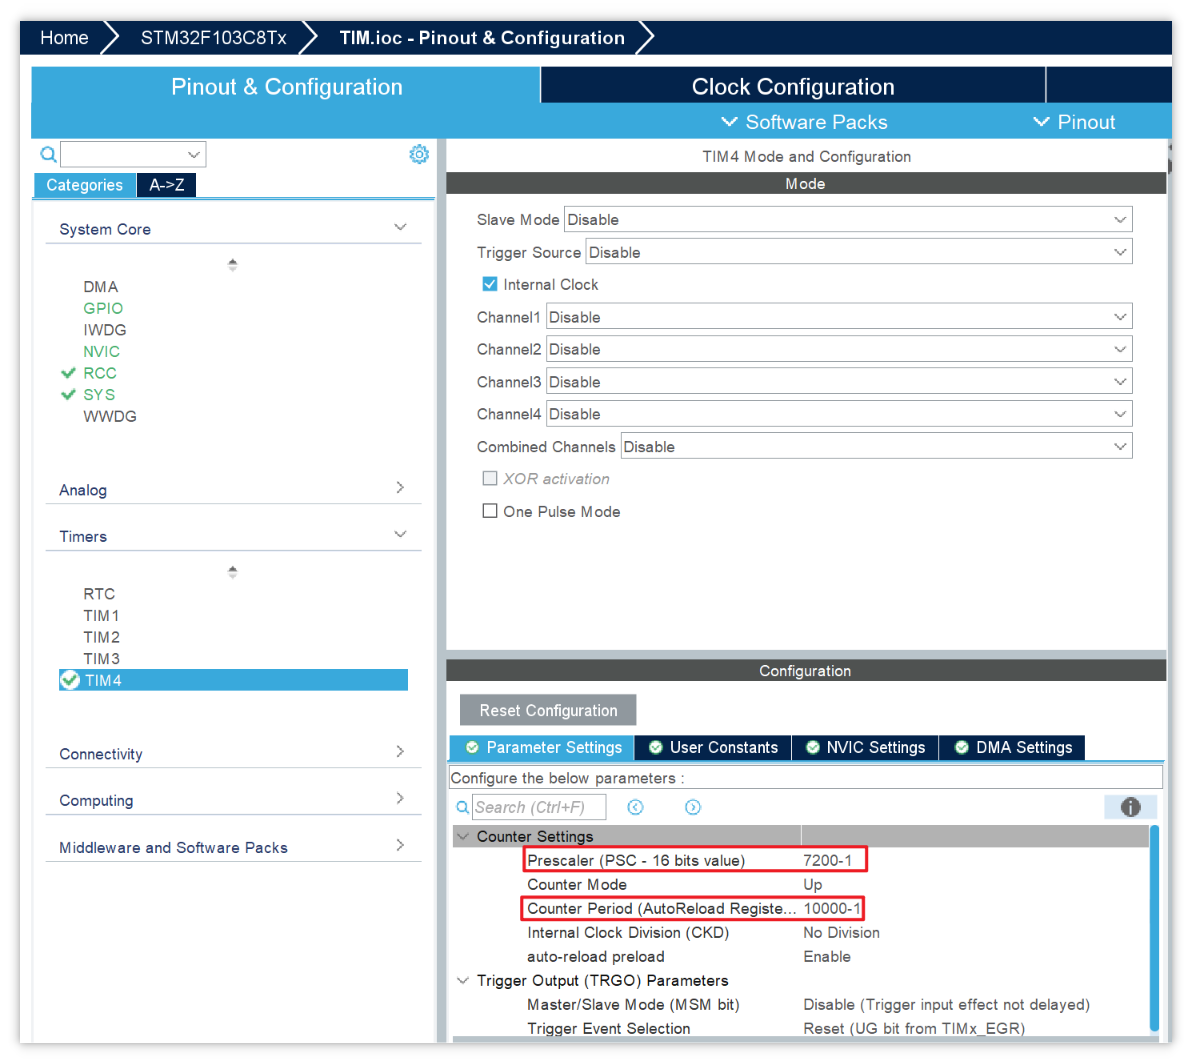 Home STM32F103C8Tx TIM.ioc - Pinout & Configuration
Pinout & Configuration Clock Configuration
Software Packs Pinout
Categories A->Z
System Core
DMA
GPIO
IWDG
NVIC
RCC
SYS
WWDG
Analog
Timers
RTC
TIM1
TIM2
TIM3
TIM4
Connectivity
Computing
Middleware and Software Packs
TIM4 Mode and Configuration
Mode
Slave Mode Disable
Trigger Source Disable
Internal Clock
Channel1 Disable
Channel2 Disable
Channel3 Disable
Channel4 Disable
Combined Channels Disable
XOR activation
One Pulse Mode
Configuration
Reset Configuration
Parameter Settings User Constants NVIC Settings DMA Settings
Configure the below parameters :
Search (Ctrl+F)
Counter Settings
Prescaler (PSC - 16 bits value) 7200-1
Counter Mode Up
Counter Period (AutoReload Registe... 10000-1
Internal Clock Division (CKD) No Division
auto-reload preload Enable
Trigger Output (TRGO) Parameters
Master/Slave Mode (MSM bit) Disable (Trigger input effect not delayed)
Trigger Event Selection Reset (UG bit from TIMx_EGR)